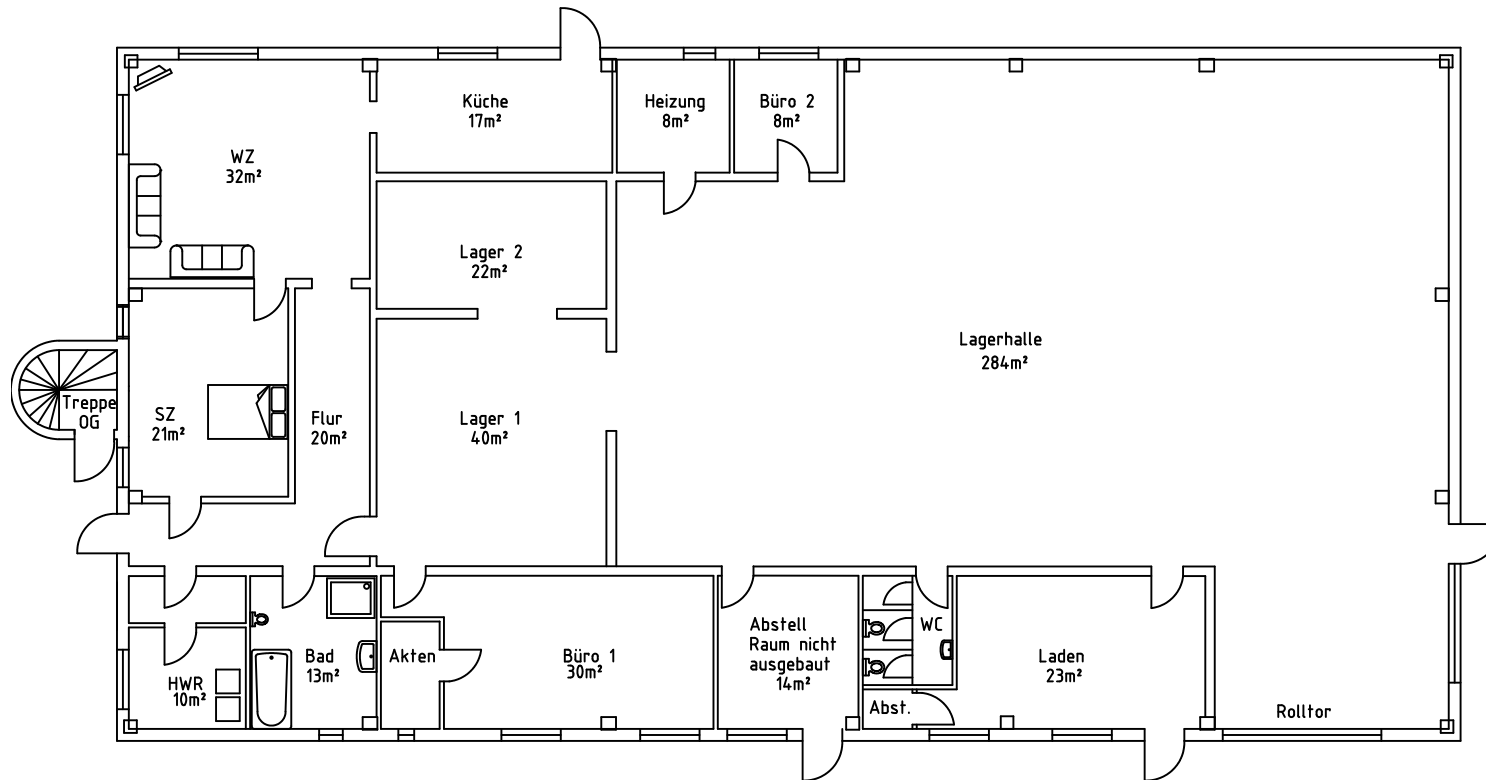 Küche
17m²
Heizung
8m²
Büro 2
8m²
WZ
32m²
Lager 2
22m²
Lagerhalle
284m²
Treppe
OG
SZ
21m²
Flur
20m²
Lager 1
40m²
HWR
10m²
Bad
13m²
Akten
Büro 1
30m²
Abstell
Raum nicht
ausgebaut
14m²
WC
Abst.
Laden
23m²
Rolltor